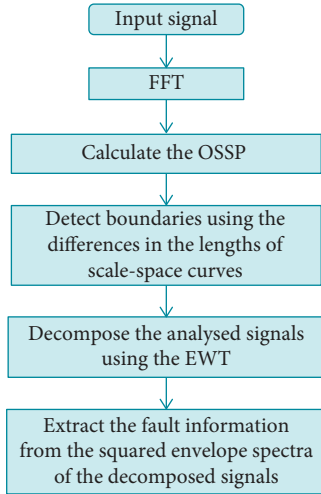 Input signal
FFT
Calculate the OSSP
Detect boundaries using the
differences in the lengths of
scale-space curves
Decompose the analysed signals
using the EWT
Extract the fault information
from the squared envelope spectra
of the decomposed signals